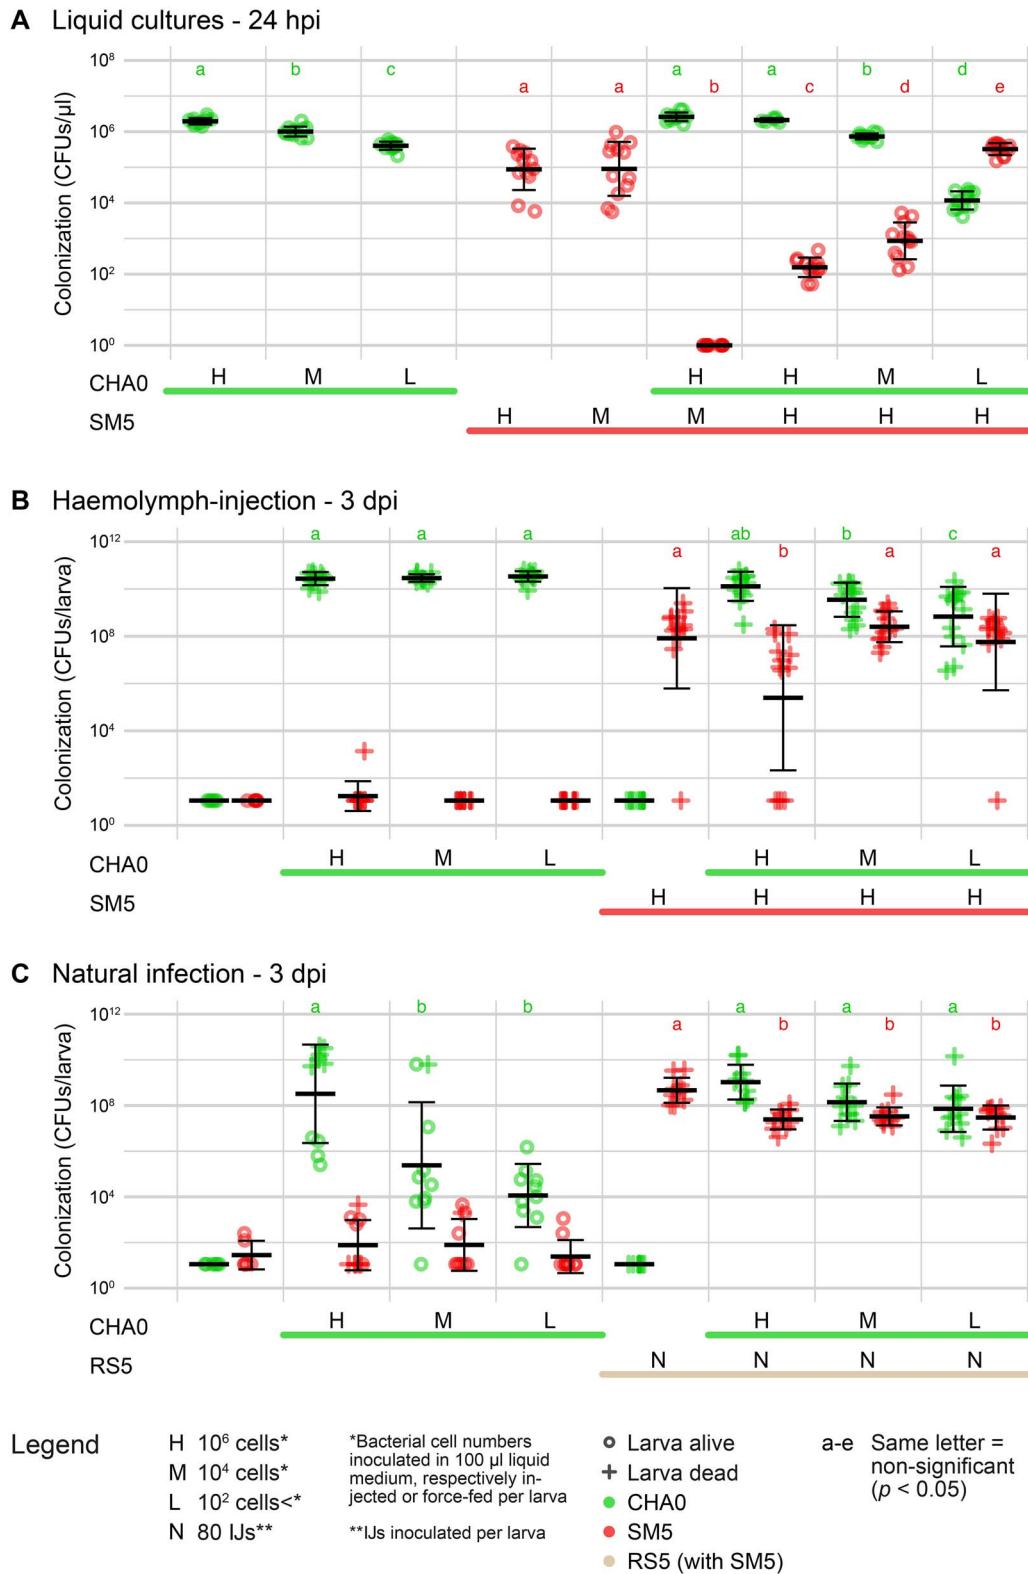 A Liquid cultures - 24 hpi
Colonization (CFUs/µl)
10⁸
10⁶
10⁴
10²
10⁰
a b c a a d
a a b b c d e
CHA0 H M L H H M L
SM5 H M M H H H
B Haemolymph-injection - 3 dpi
Colonization (CFUs/larva)
10¹²
10⁸
10⁴
10⁰
a a a ab b c
a b a a
CHA0 H M L H M L
SM5 H H H H
C Natural infection - 3 dpi
Colonization (CFUs/larva)
10¹²
10⁸
10⁴
10⁰
a b b a a a
a b b b
CHA0 H M L H M L
RS5 N N N N
Legend
H 10⁶ cells*
M 10⁴ cells*
L 10² cells<*
N 80 IJs**
*Bacterial cell numbers
inoculated in 100 µl liquid
medium, respectively in-
jected or force-fed per larva
**IJs inoculated per larva
Larva alive
Larva dead
CHA0
SM5
RS5 (with SM5)
a-e Same letter =
non-significant
(p < 0.05)